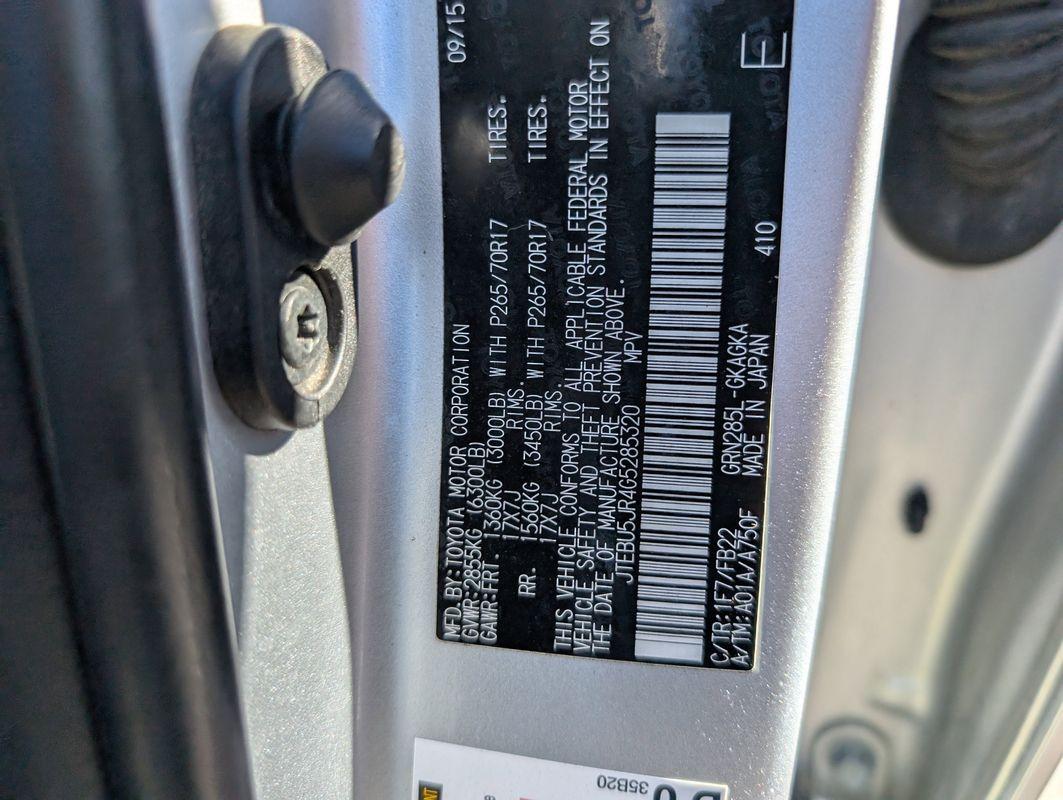 MFD. BY: TOYOTA MOTOR CORPORATION 09/15
GVWR: 2855KG (6300LB)
GAWR: FRT. 1360KG (3000LB) WITH P265/70R17 TIRES.
17X7J RIMS.
RR. 1560KG (3450LB) WITH P265/70R17 TIRES.
17X7J RIMS.
THIS VEHICLE CONFORMS TO ALL APPLICABLE FEDERAL MOTOR
VEHICLE SAFETY AND THEFT PREVENTION STANDARDS IN EFFECT ON
THE DATE OF MANUFACTURE SHOWN ABOVE.
JTEBU5JR4G5285320 MPV
C/TR: 1F7/FB22 GRN285L-GKAGKA 410
A/TM: A01A/A750F MADE IN JAPAN
35B20